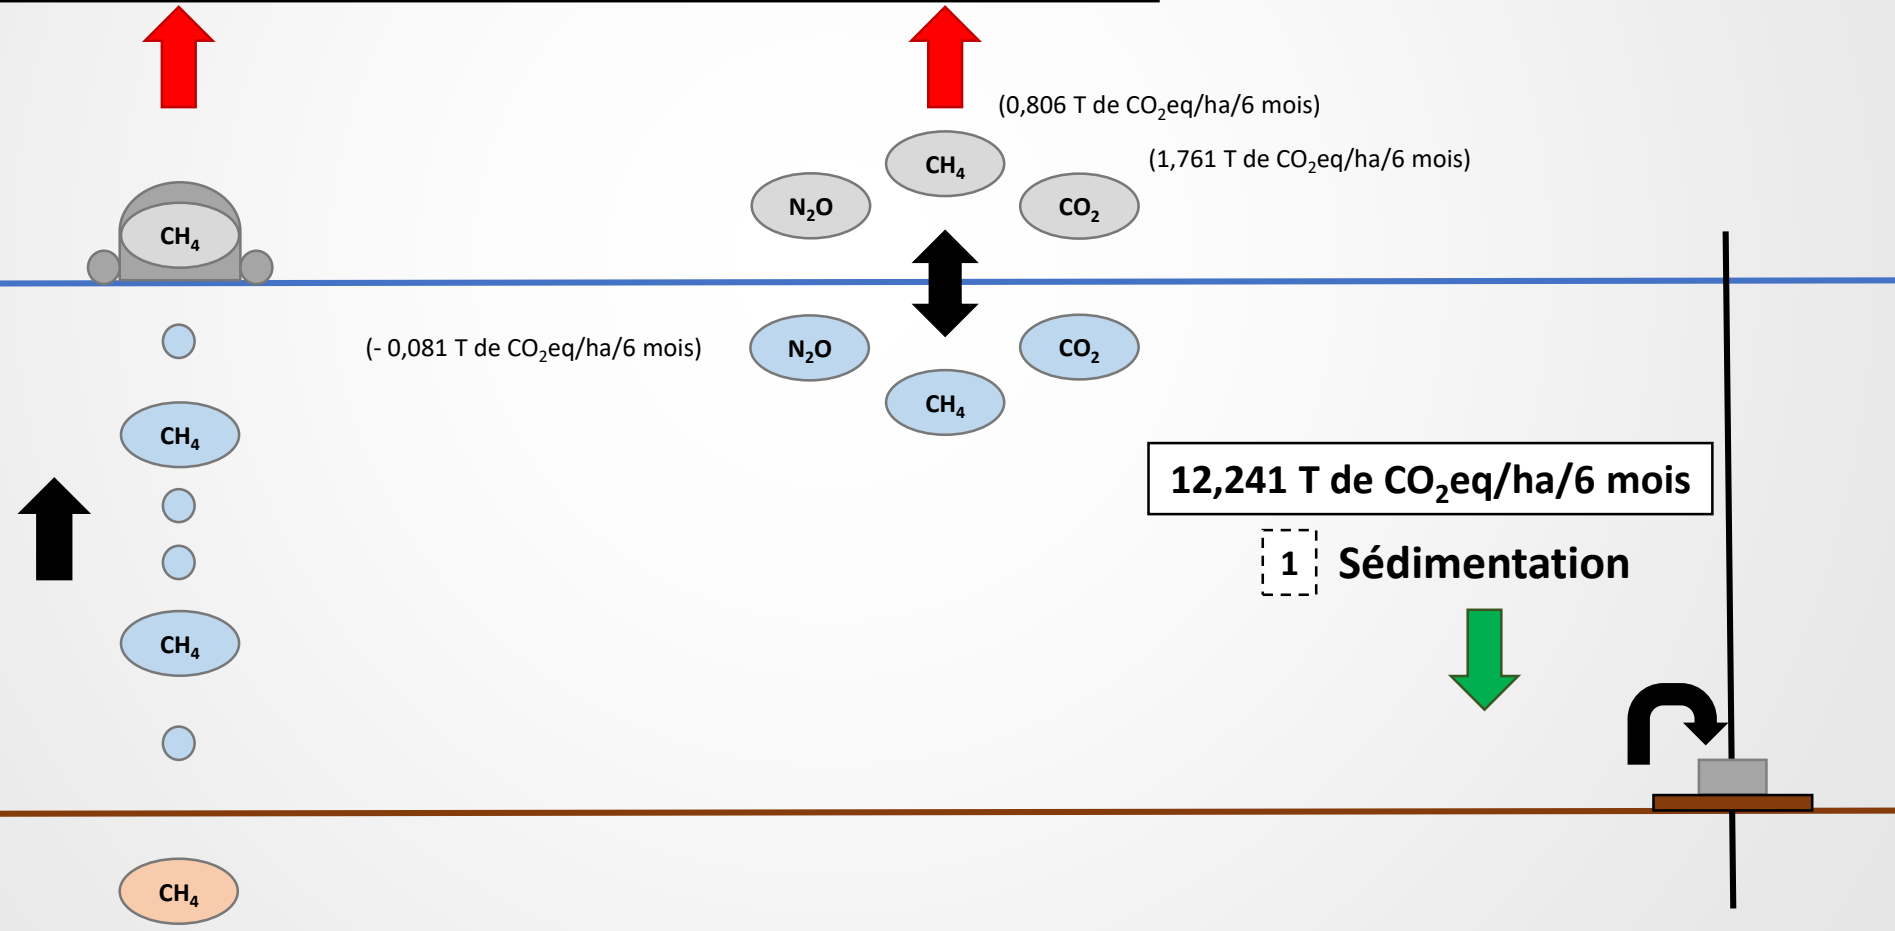 (0,806 T de CO₂eq/ha/6 mois)
CH₄
(1,761 T de CO₂eq/ha/6 mois)
N₂O
CO₂
CH₄
(- 0,081 T de CO₂eq/ha/6 mois)
N₂O
CO₂
CH₄
CH₄
12,241 T de CO₂eq/ha/6 mois
1 Sédimentation
CH₄
CH₄